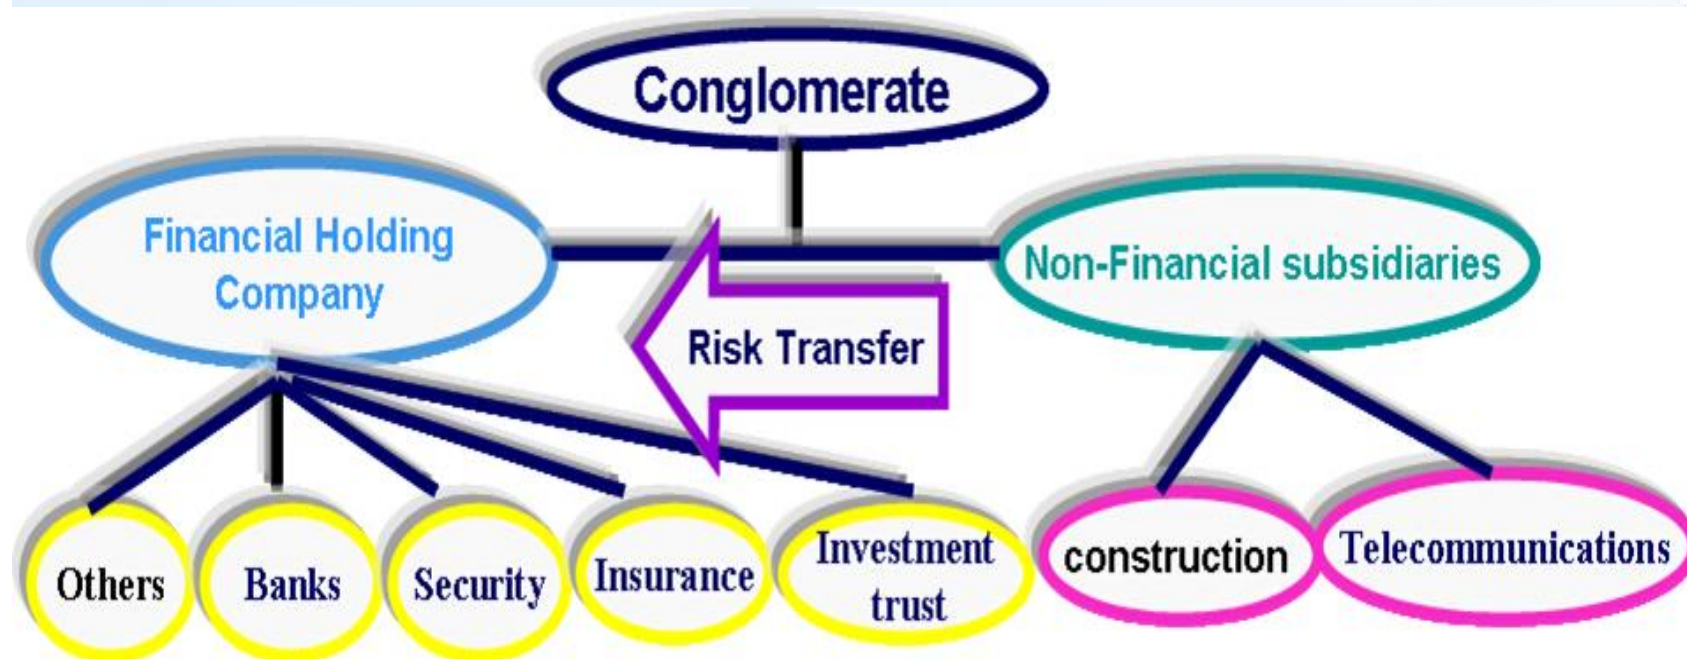 Conglomerate
Financial Holding
Company
Non-Financial subsidiaries
Risk Transfer
Others
Banks
Security
Insurance
Investment
trust
construction
Telecommunications